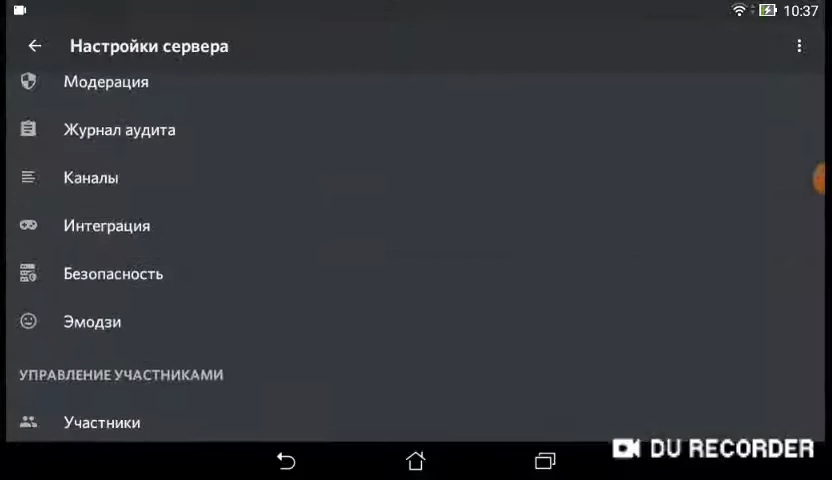 10:37
Настройки сервера
Модерация
Журнал аудита
Каналы
Интеграция
Безопасность
Эмодзи
УПРАВЛЕНИЕ УЧАСТНИКАМИ
Участники
DU RECORDER